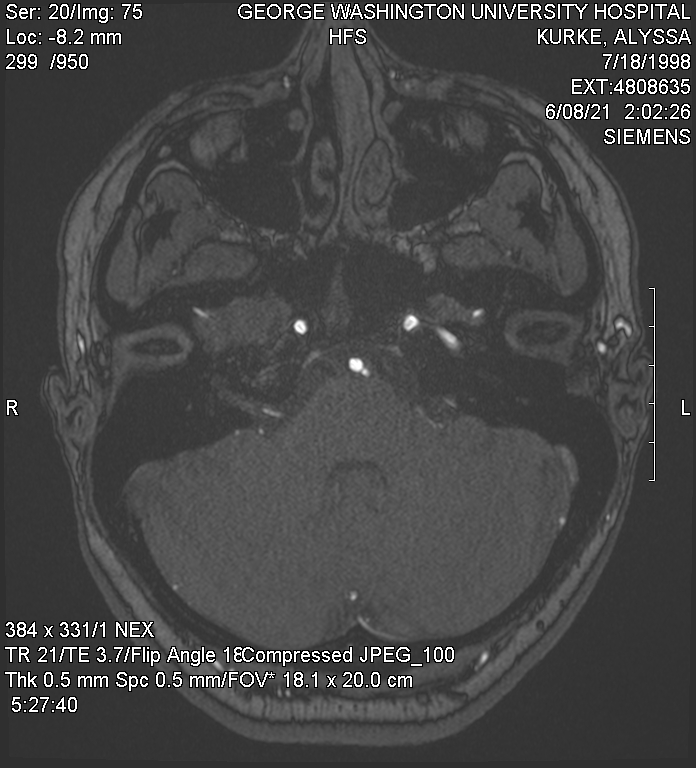 Ser: 20/Img: 75
Loc: -8.2 mm
299 /950
GEORGE WASHINGTON UNIVERSITY HOSPITAL
HFS
KURKE, ALYSSA
7/18/1998
EXT:4808635
6/08/21 2:02:26
SIEMENS
R
L
384 x 331/1 NEX
TR 21/TE 3.7/Flip Angle 18Compressed JPEG_100
Thk 0.5 mm Spc 0.5 mm/FOV* 18.1 x 20.0 cm
5:27:40